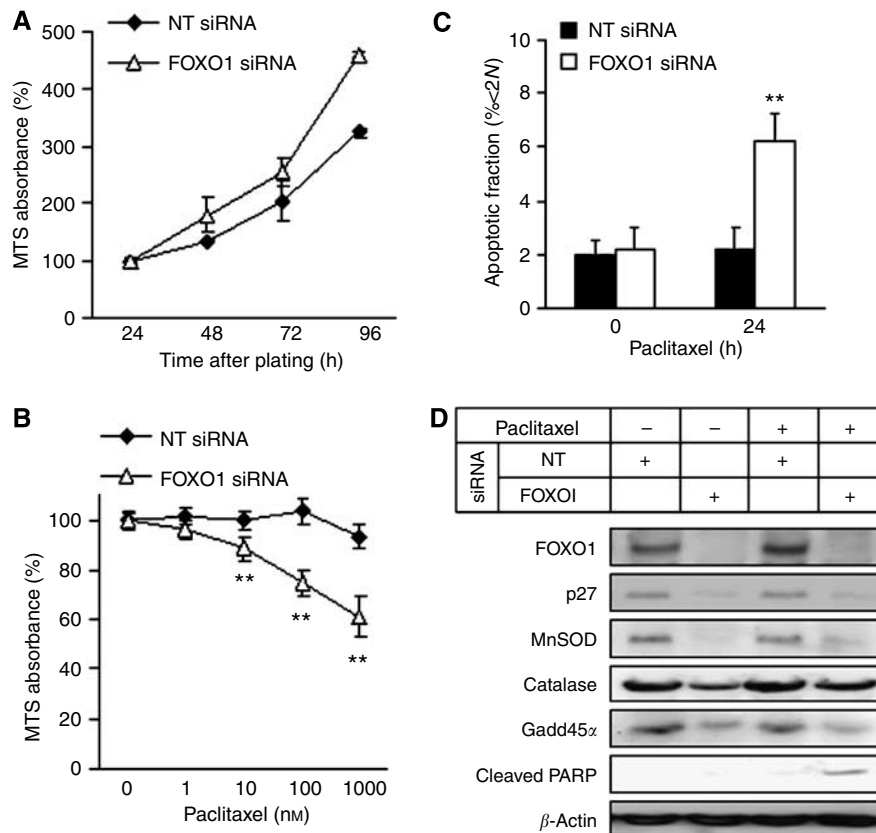 A
NT siRNA
FOXO1 siRNA
MTS absorbance (%)
500
400
300
200
100
0
24 48 72 96
Time after plating (h)
B
NT siRNA
FOXO1 siRNA
MTS absorbance (%)
100
80
60
40
20
0
** ** **
0 1 10 100 1000
Paclitaxel (nM)
C
NT siRNA
FOXO1 siRNA
Apoptotic fraction (%<2N)
10
8
6
4
2
0
**
0 24
Paclitaxel (h)
D
Paclitaxel − − + +
siRNA
NT + +
FOXOI + +
FOXO1
p27
MnSOD
Catalase
Gadd45α
Cleaved PARP
β-Actin